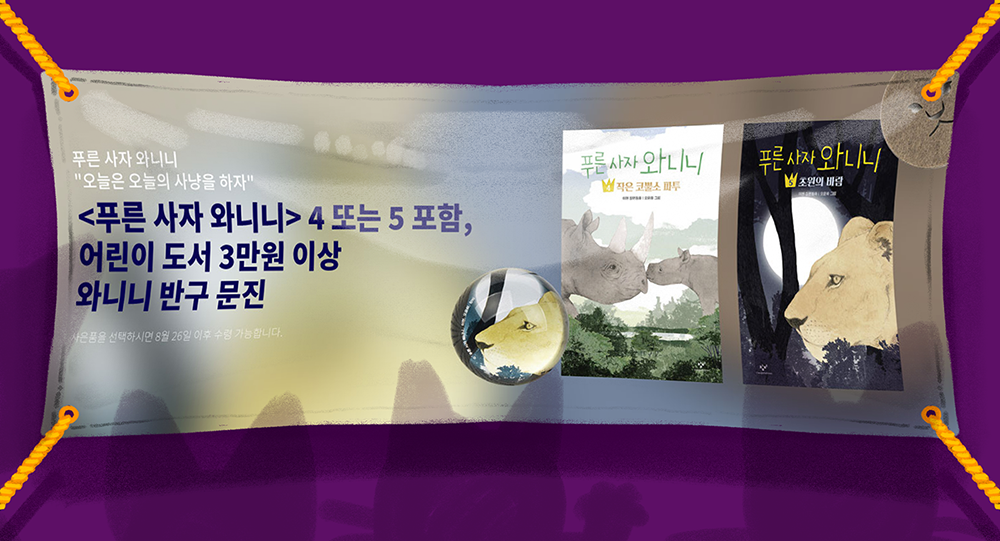 푸른 사자 와니니
"오늘은 오늘의 사냥을 하자"
<푸른 사자 와니니> 4 또는 5 포함,
어린이 도서 3만원 이상
와니니 반구 문진
사은품을 선택하시면 8월 26일 이후 수령 가능합니다.
푸른 사자 와니니
4 작은 코뿔소 파투
푸른 사자 와니니
5 초원의 바람